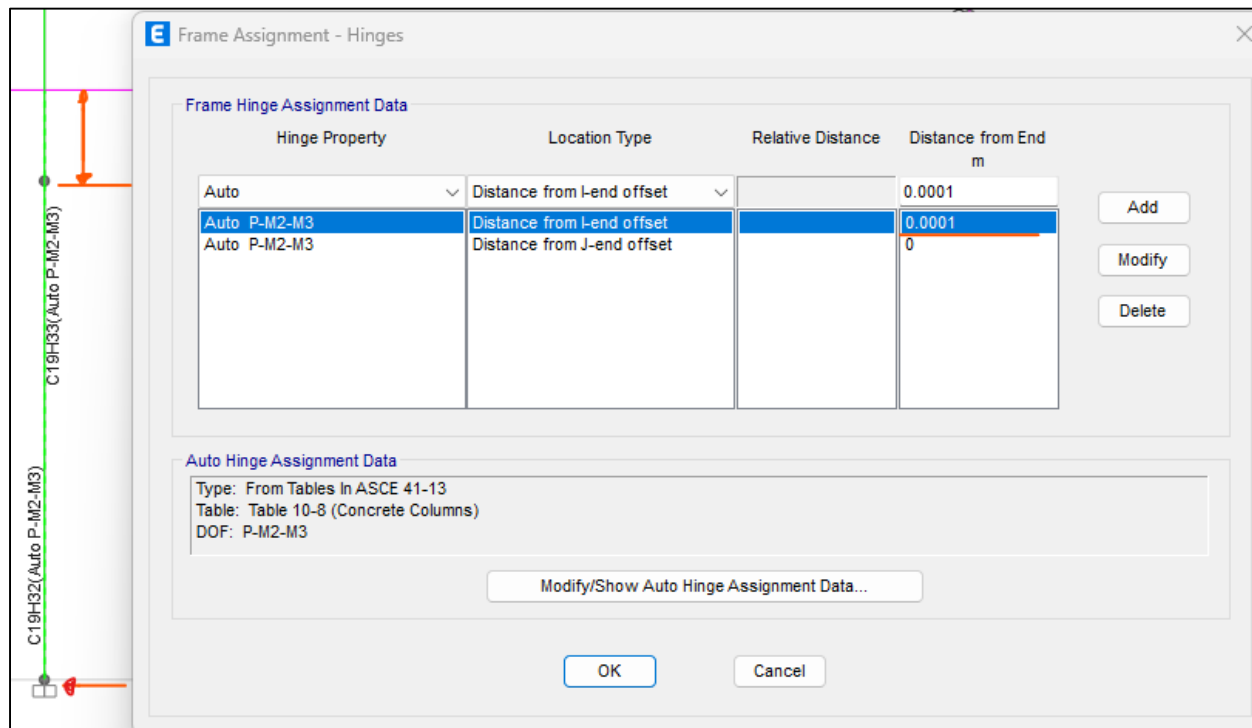 E Frame Assignment - Hinges
Frame Hinge Assignment Data
Hinge Property Location Type Relative Distance Distance from End
m
Auto Distance from I-end offset 0.0001
Auto P-M2-M3 Distance from I-end offset 0.0001
Auto P-M2-M3 Distance from J-end offset 0
Add
Modify
Delete
Auto Hinge Assignment Data
Type: From Tables In ASCE 41-13
Table: Table 10-8 (Concrete Columns)
DOF: P-M2-M3
Modify/Show Auto Hinge Assignment Data...
OK Cancel
C19H33(Auto P-M2-M3)
C19H32(Auto P-M2-M3)